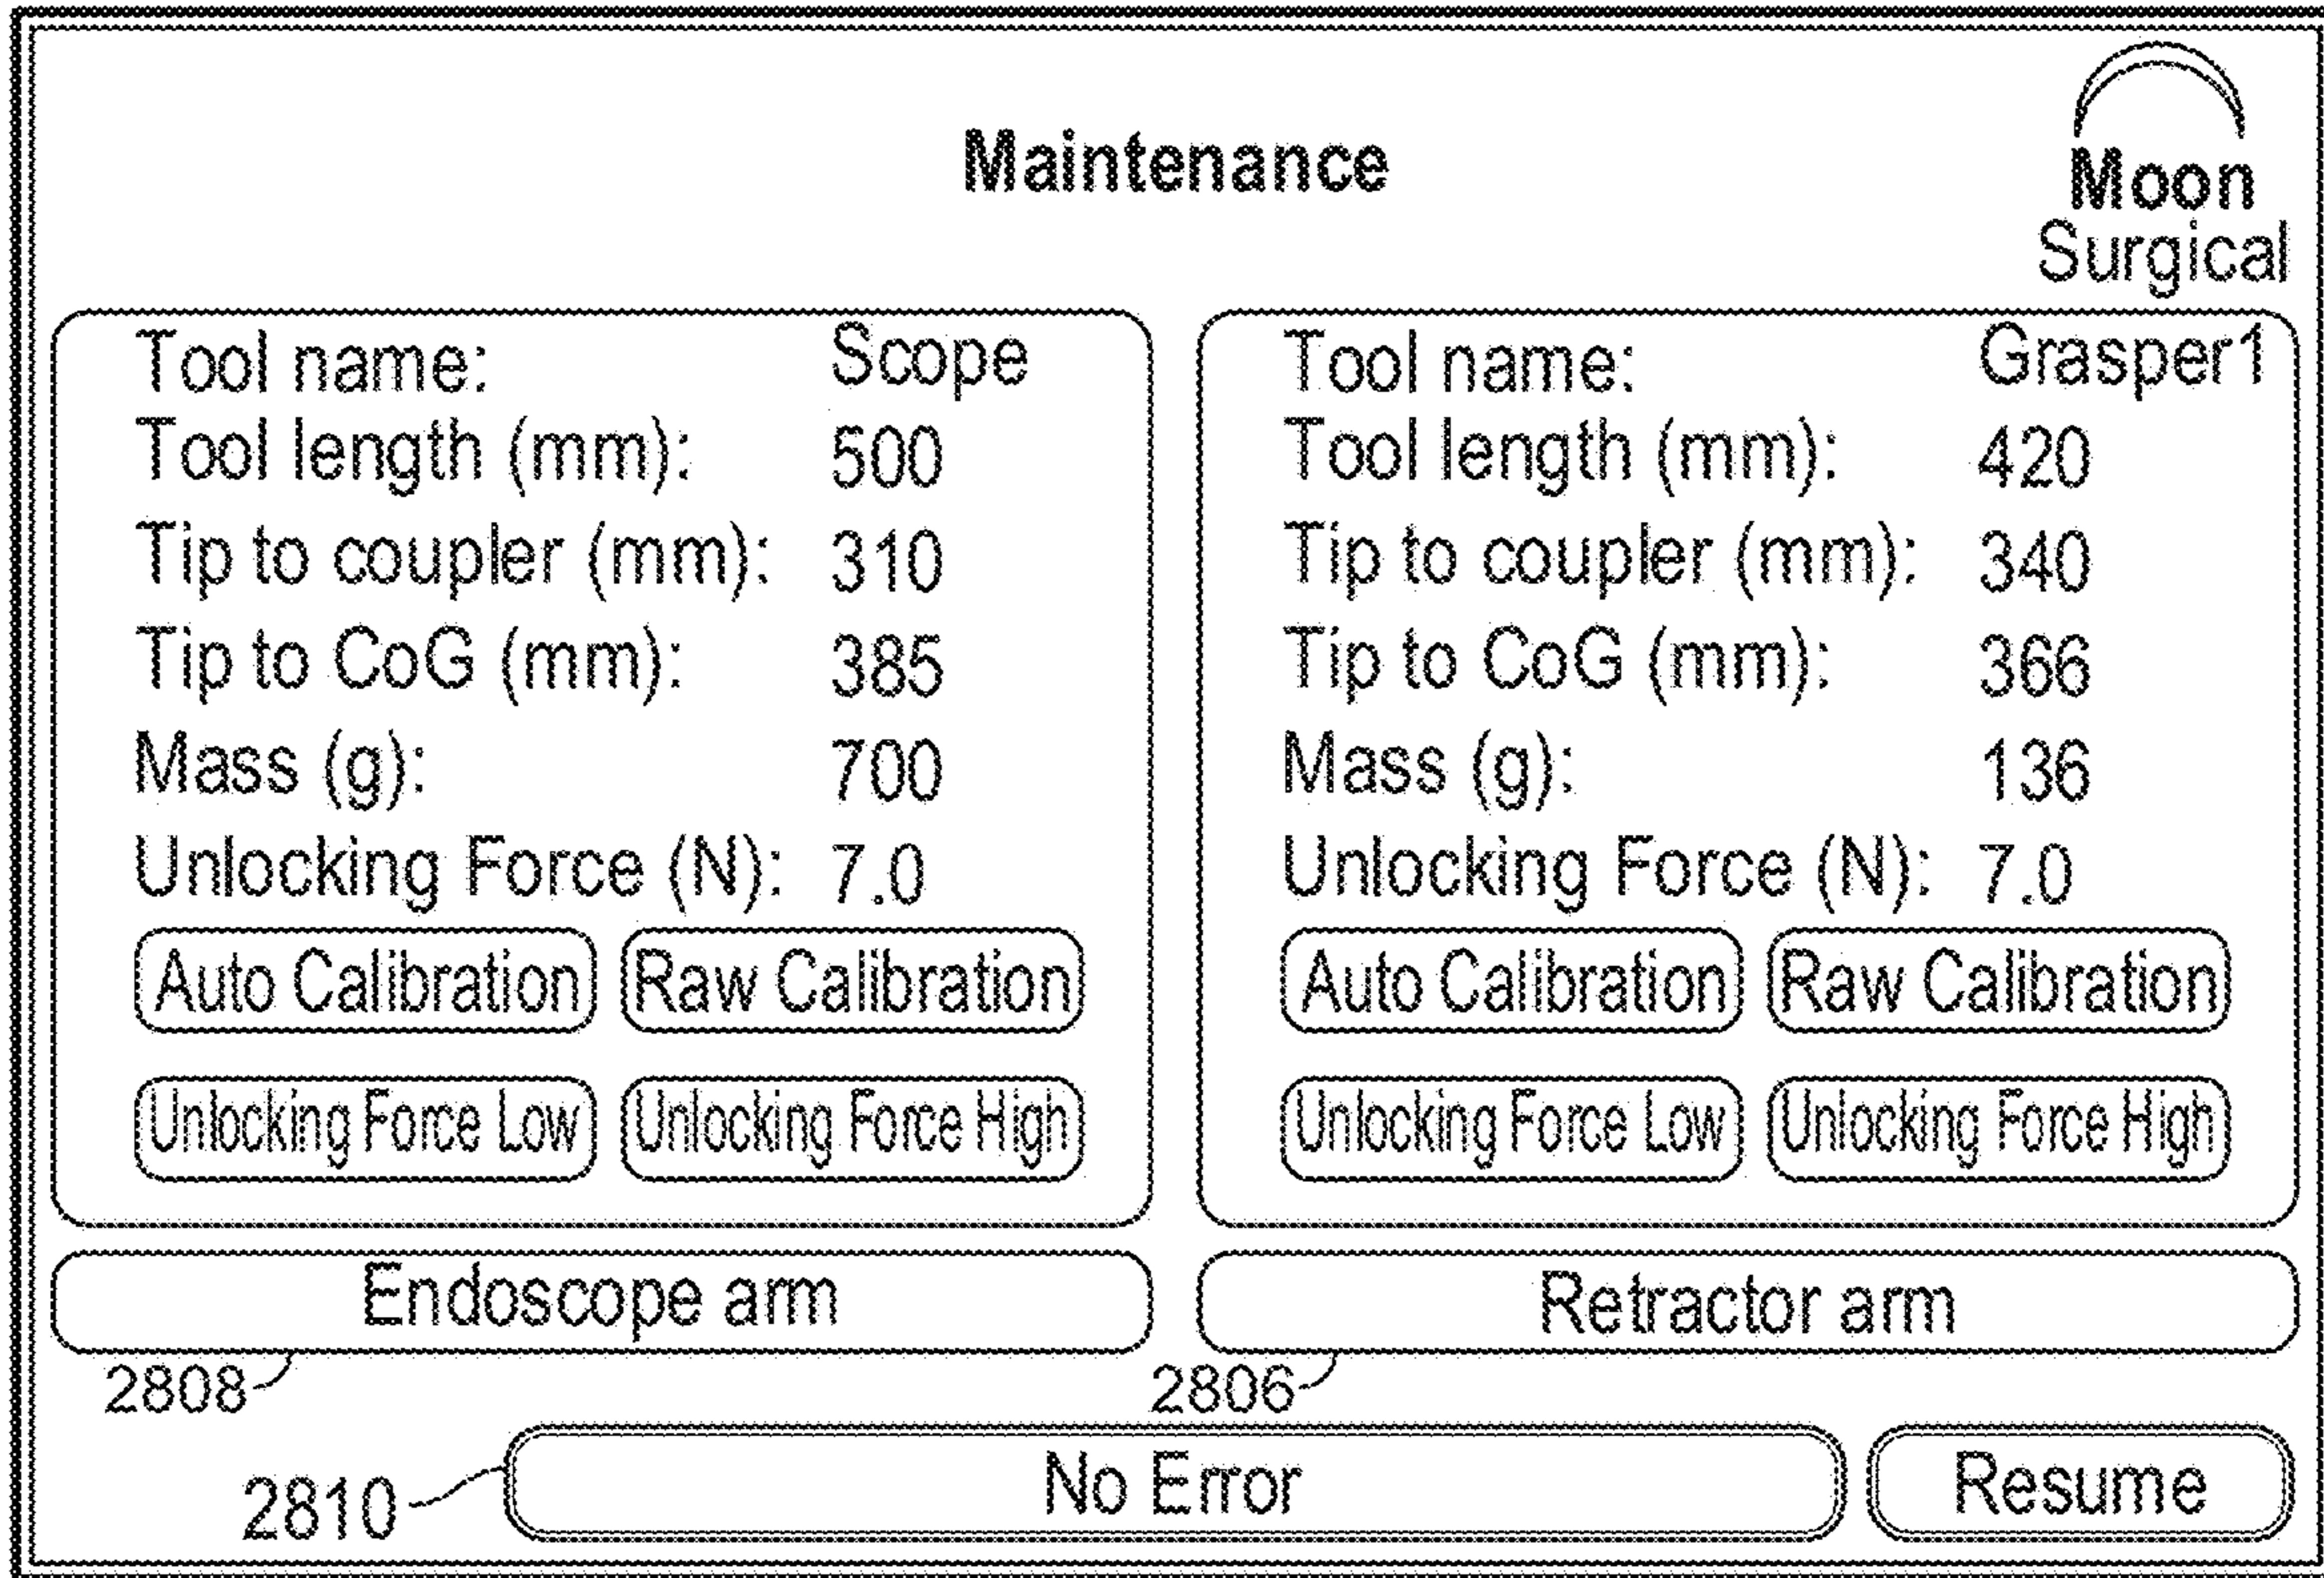 Maintenance
Moon
Surgical
Tool name: Scope
Tool length (mm): 500
Tip to coupler (mm): 310
Tip to CoG (mm): 385
Mass (g): 700
Unlocking Force (N): 7.0
Auto Calibration Raw Calibration
Unlocking Force Low Unlocking Force High
Endoscope arm
2808
Tool name: Grasper1
Tool length (mm): 420
Tip to coupler (mm): 340
Tip to CoG (mm): 366
Mass (g): 136
Unlocking Force (N): 7.0
Auto Calibration Raw Calibration
Unlocking Force Low Unlocking Force High
Retractor arm
2806
2810 No Error Resume